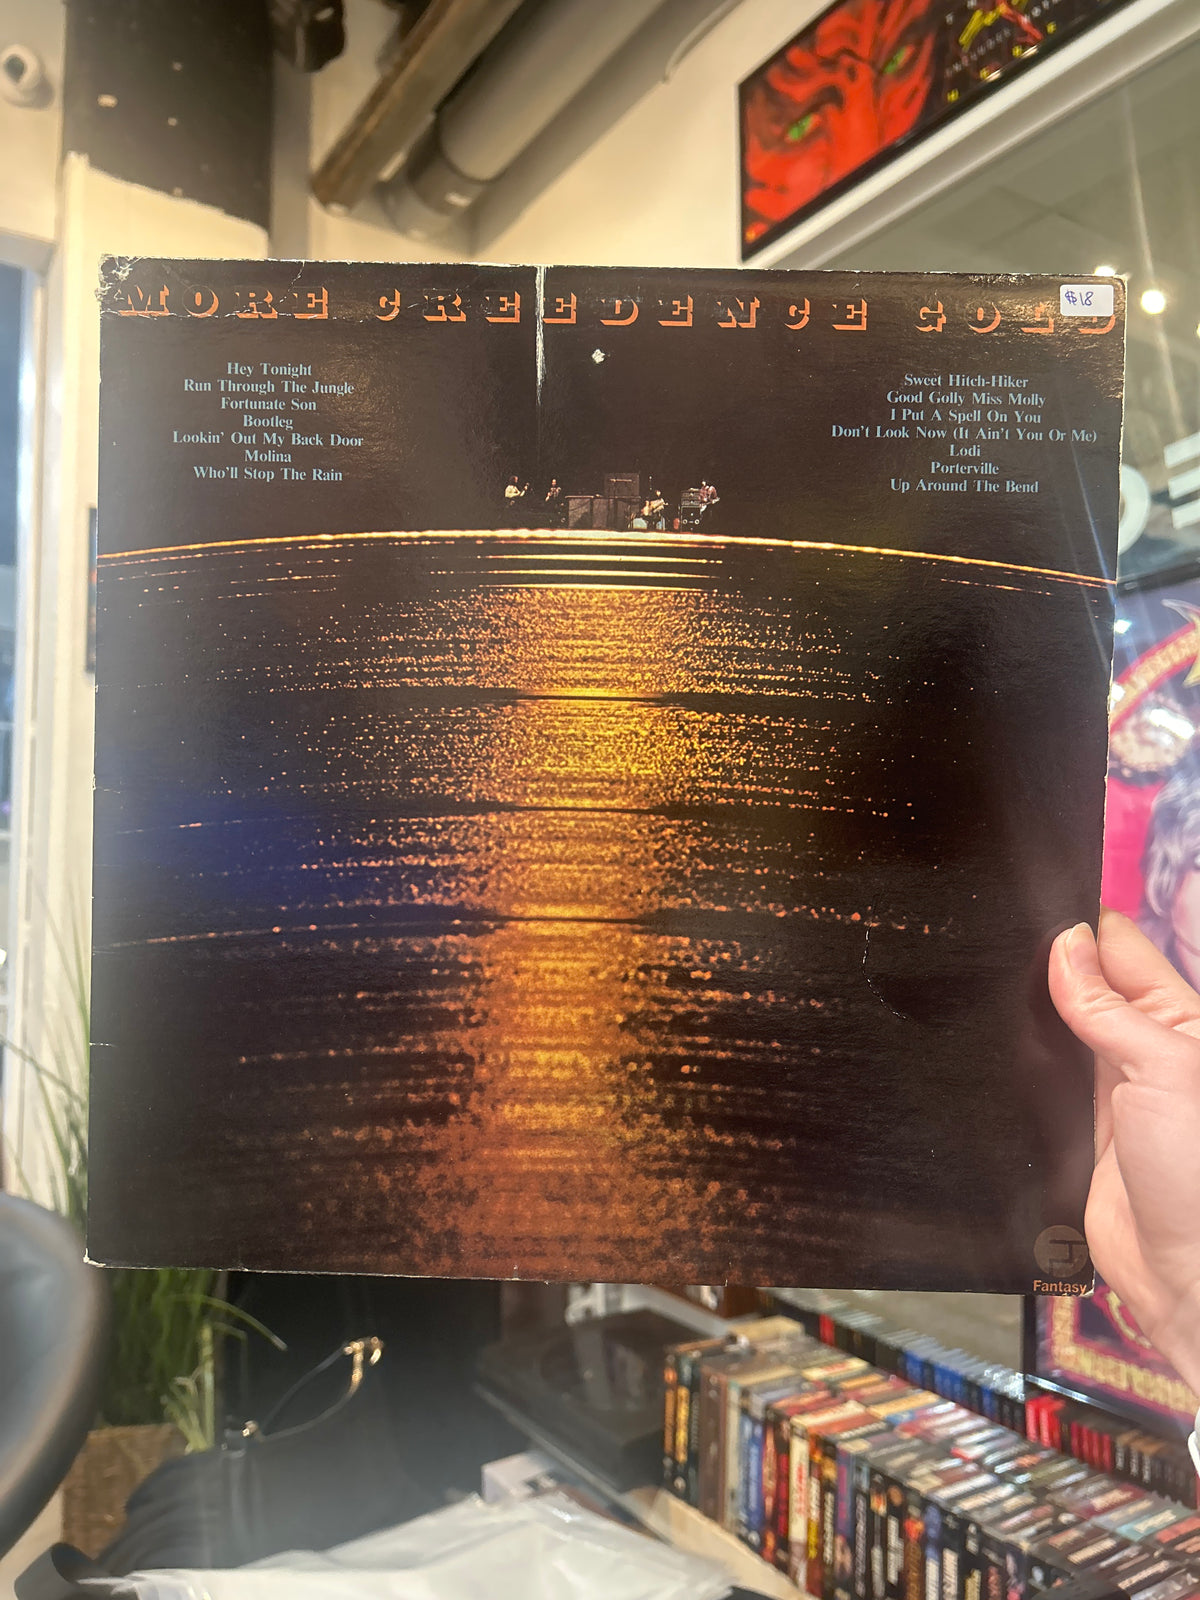 MORE CREEDENCE GOLD
$18
Hey Tonight
Run Through The Jungle
Fortunate Son
Bootleg
Lookin' Out My Back Door
Molina
Who'll Stop The Rain
Sweet Hitch-Hiker
Good Golly Miss Molly
I Put A Spell On You
Don't Look Now (It Ain't You Or Me)
Lodi
Porterville
Up Around The Bend
Fantasy